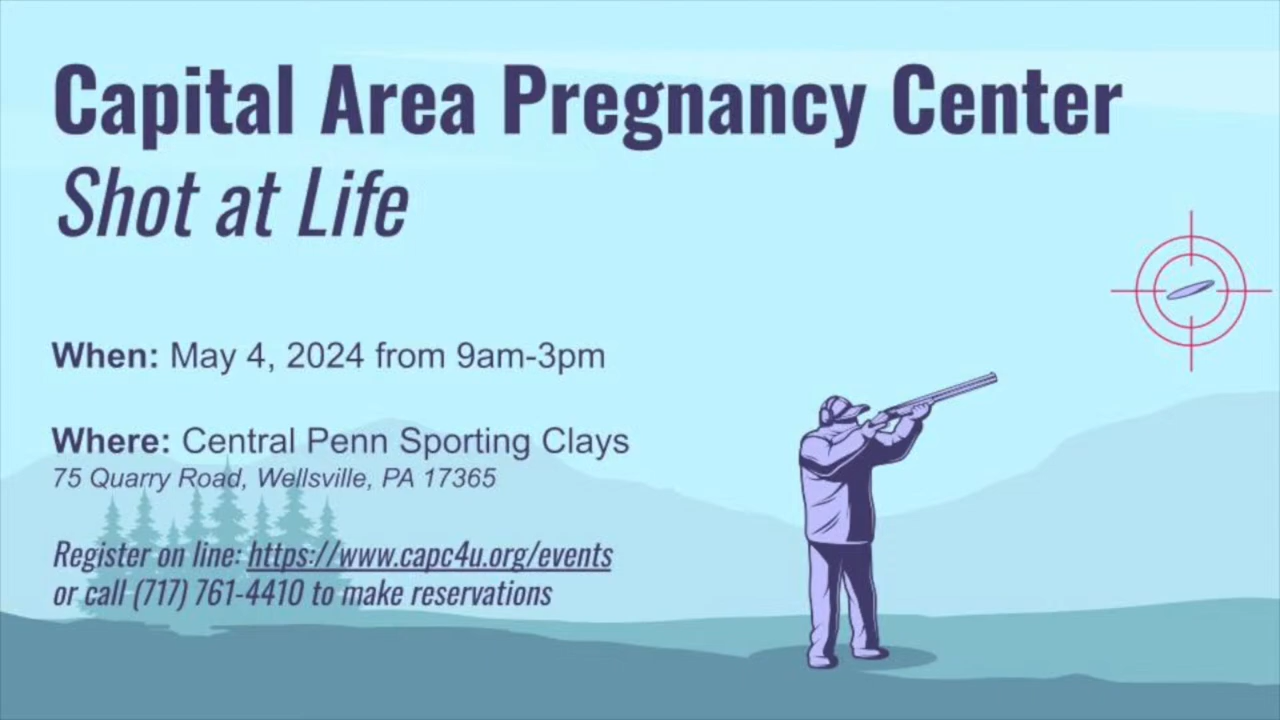 Capital Area Pregnancy Center
Shot at Life
When: May 4, 2024 from 9am-3pm
Where: Central Penn Sporting Clays
75 Quarry Road, Wellsville, PA 17365
Register on line: https://www.capc4u.org/events
or call (717) 761-4410 to make reservations